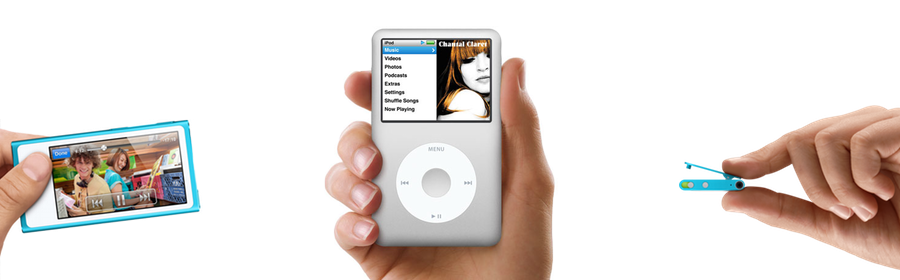 Done
iPod
Chantal Claret
Music
Videos
Photos
Podcasts
Extras
Settings
Shuffle Songs
Now Playing
MENU